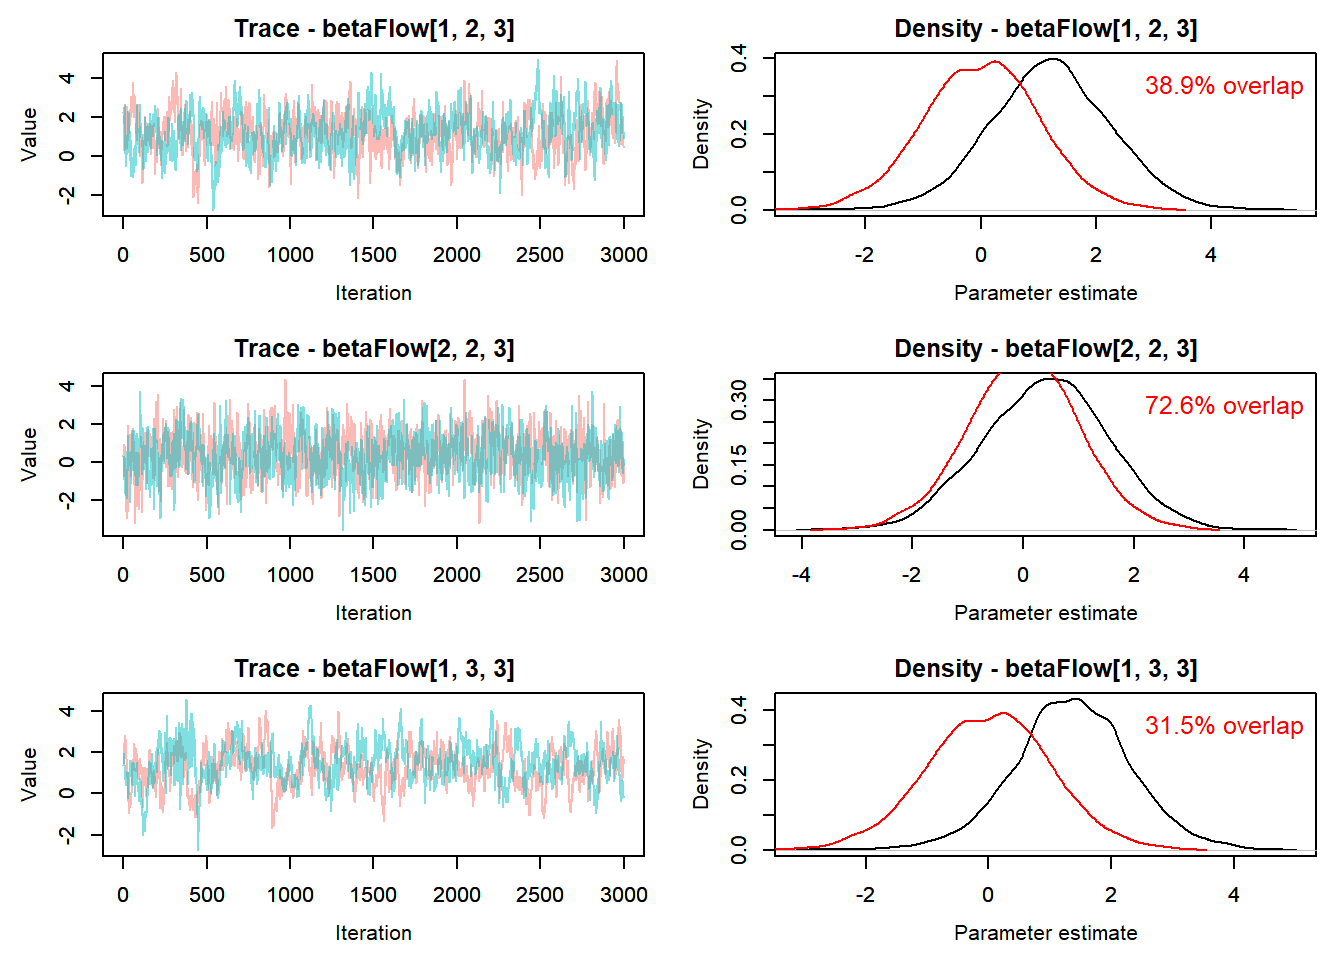 Trace - betaFlow[1, 2, 3]
Value
4
2
0
-2
0 500 1000 1500 2000 2500 3000
Iteration
Density - betaFlow[1, 2, 3]
38.9% overlap
Density
0.4
0.2
0.0
-2 0 2 4
Parameter estimate
Trace - betaFlow[2, 2, 3]
Value
4
2
0
-2
0 500 1000 1500 2000 2500 3000
Iteration
Density - betaFlow[2, 2, 3]
72.6% overlap
Density
0.30
0.15
0.00
-4 -2 0 2 4
Parameter estimate
Trace - betaFlow[1, 3, 3]
Value
4
2
0
-2
0 500 1000 1500 2000 2500 3000
Iteration
Density - betaFlow[1, 3, 3]
31.5% overlap
Density
0.4
0.2
0.0
-2 0 2 4
Parameter estimate